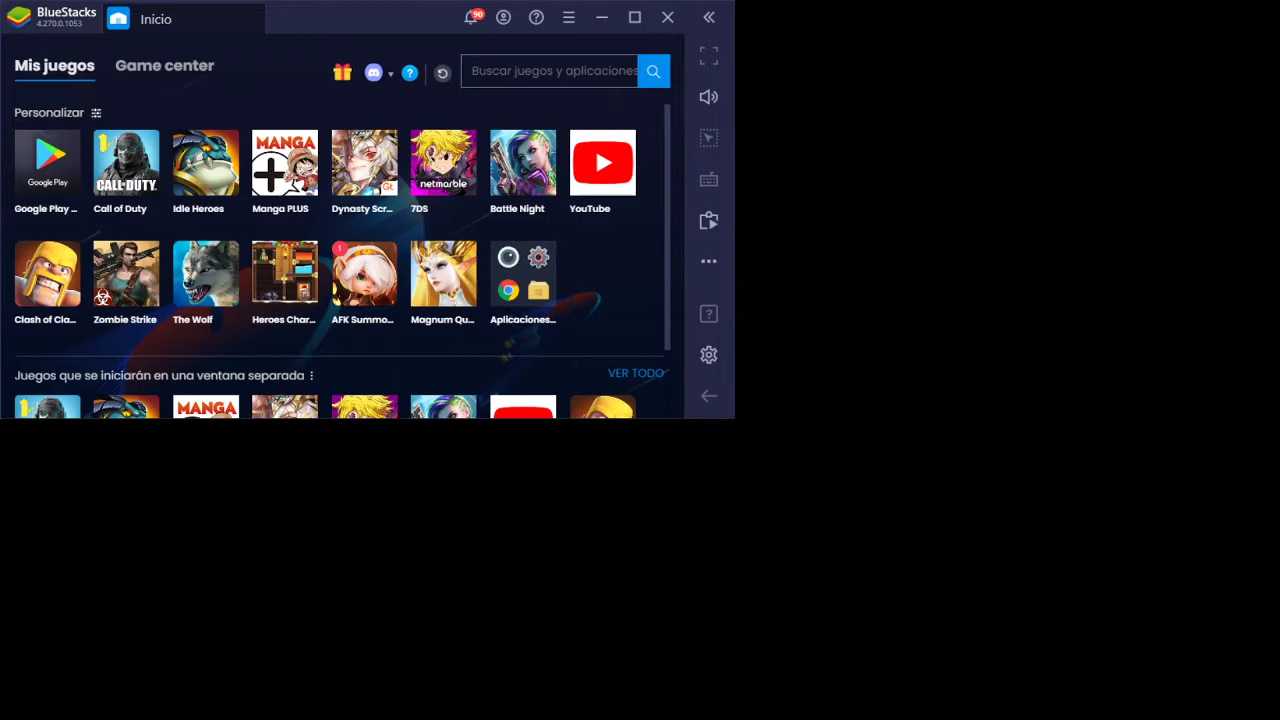 BlueStacks
4.270.0.1053
Inicio
90
Mis juegos
Game center
Buscar juegos y aplicaciones
Personalizar
Google Play
CALL OF DUTY
MANGA
Gt
netmarble
Google Play ...
Call of Duty
Idle Heroes
Manga PLUS
Dynasty Scr...
7DS
Battle Night
YouTube
1
Clash of Cla...
Zombie Strike
The Wolf
Heroes Char...
AFK Summo...
Magnum Qu...
Aplicaciones...
Juegos que se iniciarán en una ventana separada
VER TODO
MANGA